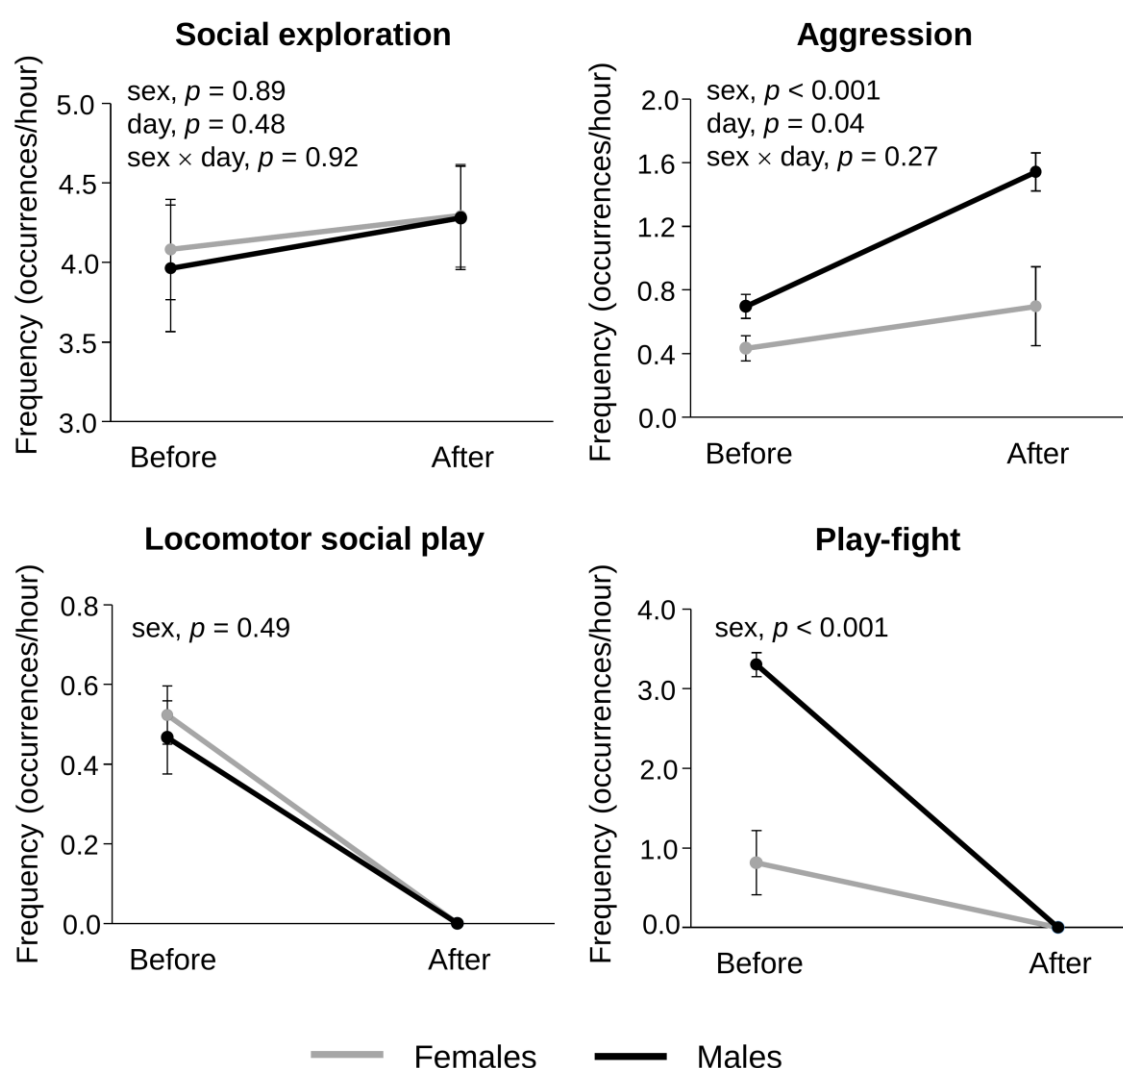 Social exploration
Frequency (occurrences/hour)
sex, p = 0.89
day, p = 0.48
sex × day, p = 0.92
5.0
4.5
4.0
3.5
3.0
Before After
Aggression
Frequency (occurrences/hour)
sex, p < 0.001
day, p = 0.04
sex × day, p = 0.27
2.0
1.6
1.2
0.8
0.4
0.0
Before After
Locomotor social play
Frequency (occurrences/hour)
sex, p = 0.49
0.8
0.6
0.4
0.2
0.0
Before After
Play-fight
Frequency (occurrences/hour)
sex, p < 0.001
4.0
3.0
2.0
1.0
0.0
Before After
Females Males